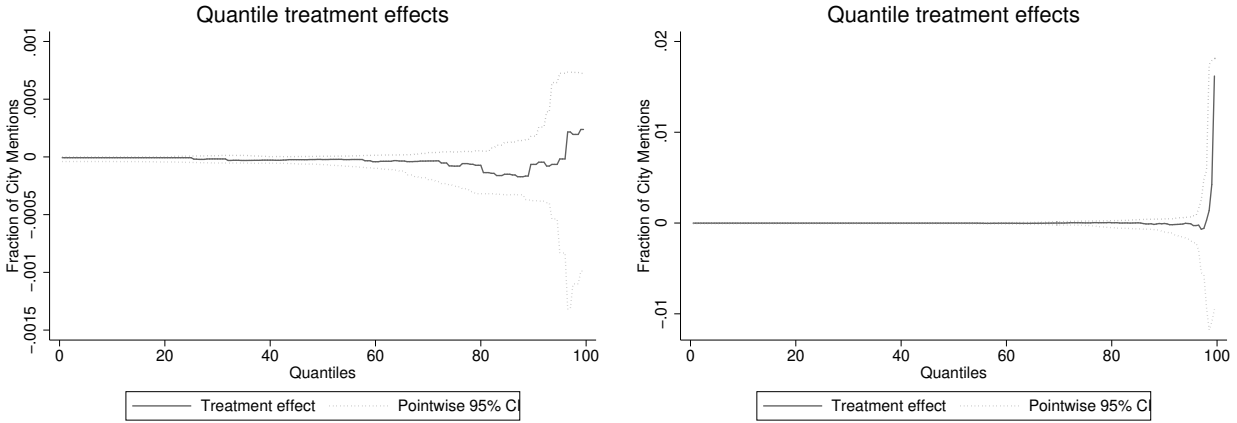 Quantile treatment effects
Fraction of City Mentions
.001
.0005
0
-.0005
-.001
-.0015
0 20 40 60 80 100
Quantiles
Treatment effect Pointwise 95% CI
Quantile treatment effects
Fraction of City Mentions
.02
.01
0
-.01
0 20 40 60 80 100
Quantiles
Treatment effect Pointwise 95% CI